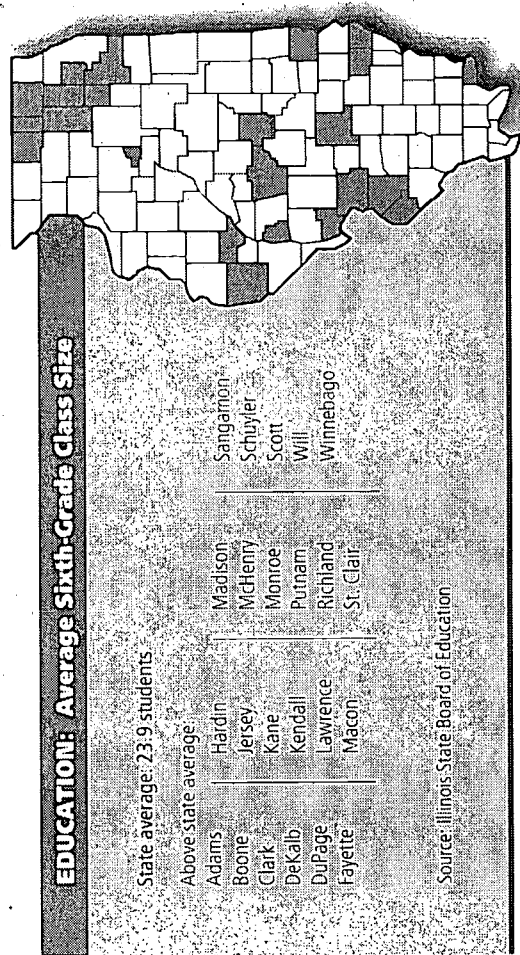 EDUCATION: Average Sixth-Grade Class Size
State average: 23.9 students
Above state average:
Adams
Boone
Clark
DeKalb
DuPage
Fayette
Hardin
Jersey
Kane
Kendall
Lawrence
Macon
Madison
McHenry
Monroe
Putnam
Richland
St. Clair
Sangamon
Schuyler
Scott
Will
Winnebago
Source: Illinois State Board of Education